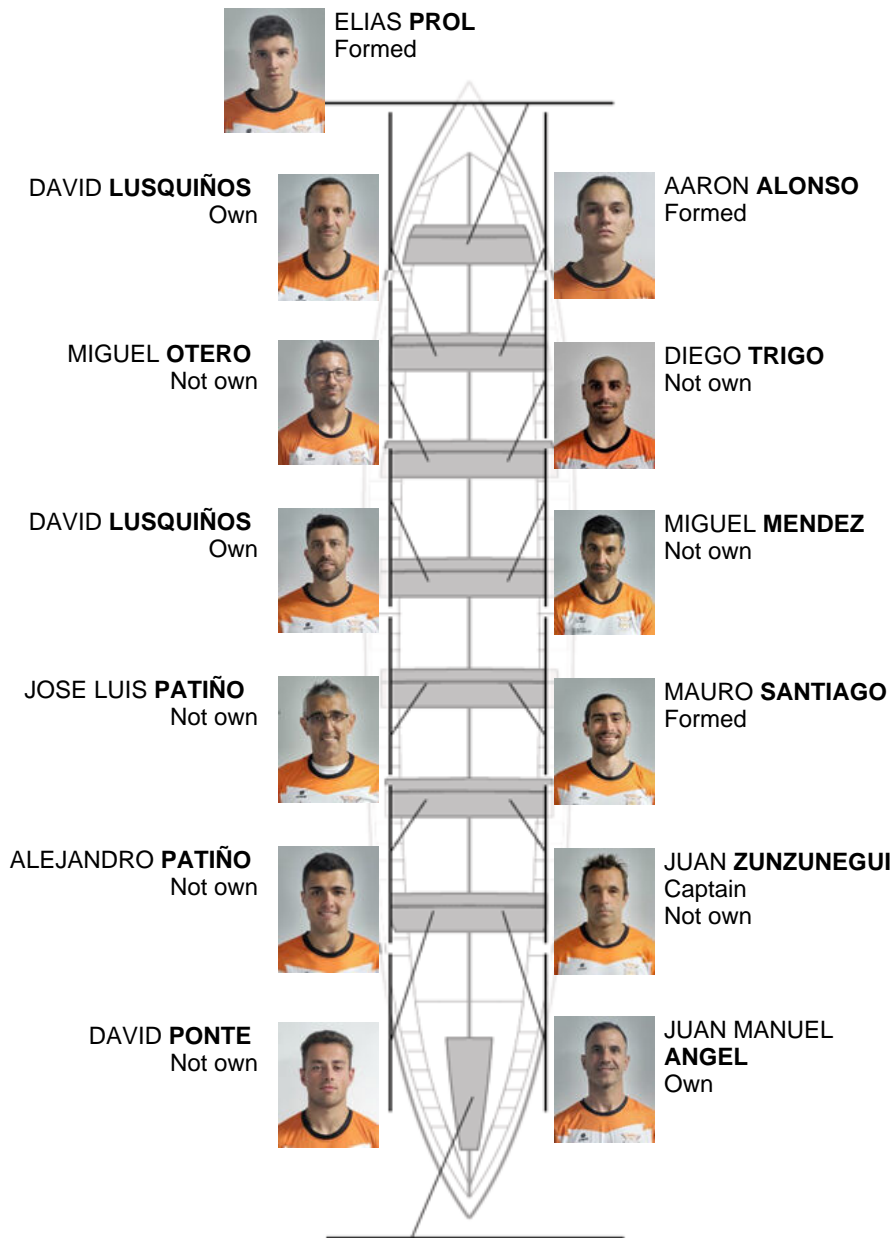 ELIAS PROL
Formed
DAVID LUSQUIÑOS
Own
AARON ALONSO
Formed
MIGUEL OTERO
Not own
DIEGO TRIGO
Not own
DAVID LUSQUIÑOS
Own
MIGUEL MENDEZ
Not own
JOSE LUIS PATIÑO
Not own
MAURO SANTIAGO
Formed
ALEJANDRO PATIÑO
Not own
JUAN ZUNZUNEGUI
Captain
Not own
DAVID PONTE
Not own
JUAN MANUEL
ANGEL
Own